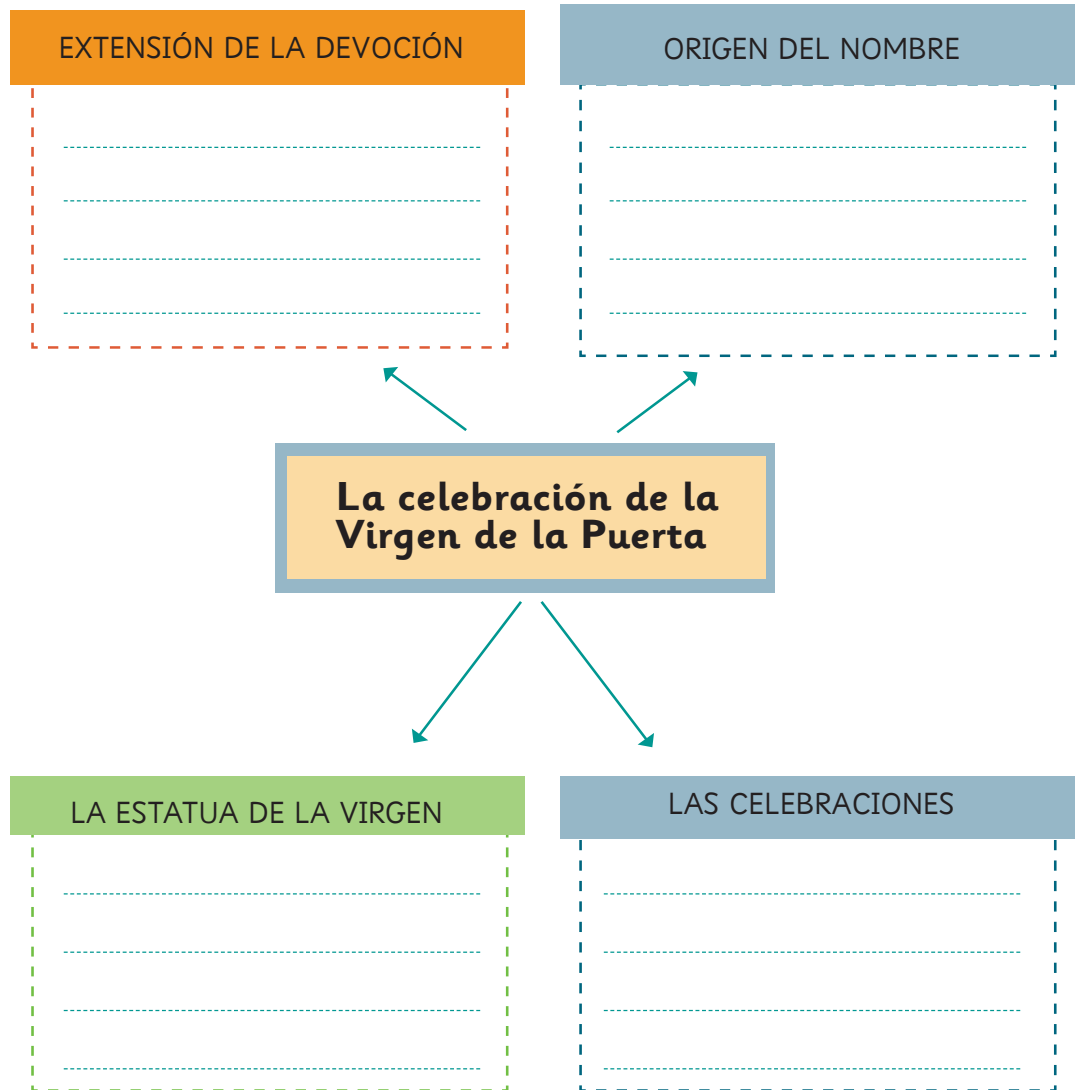 EXTENSIÓN DE LA DEVOCIÓN
ORIGEN DEL NOMBRE
La celebración de la
Virgen de la Puerta
LA ESTATUA DE LA VIRGEN
LAS CELEBRACIONES